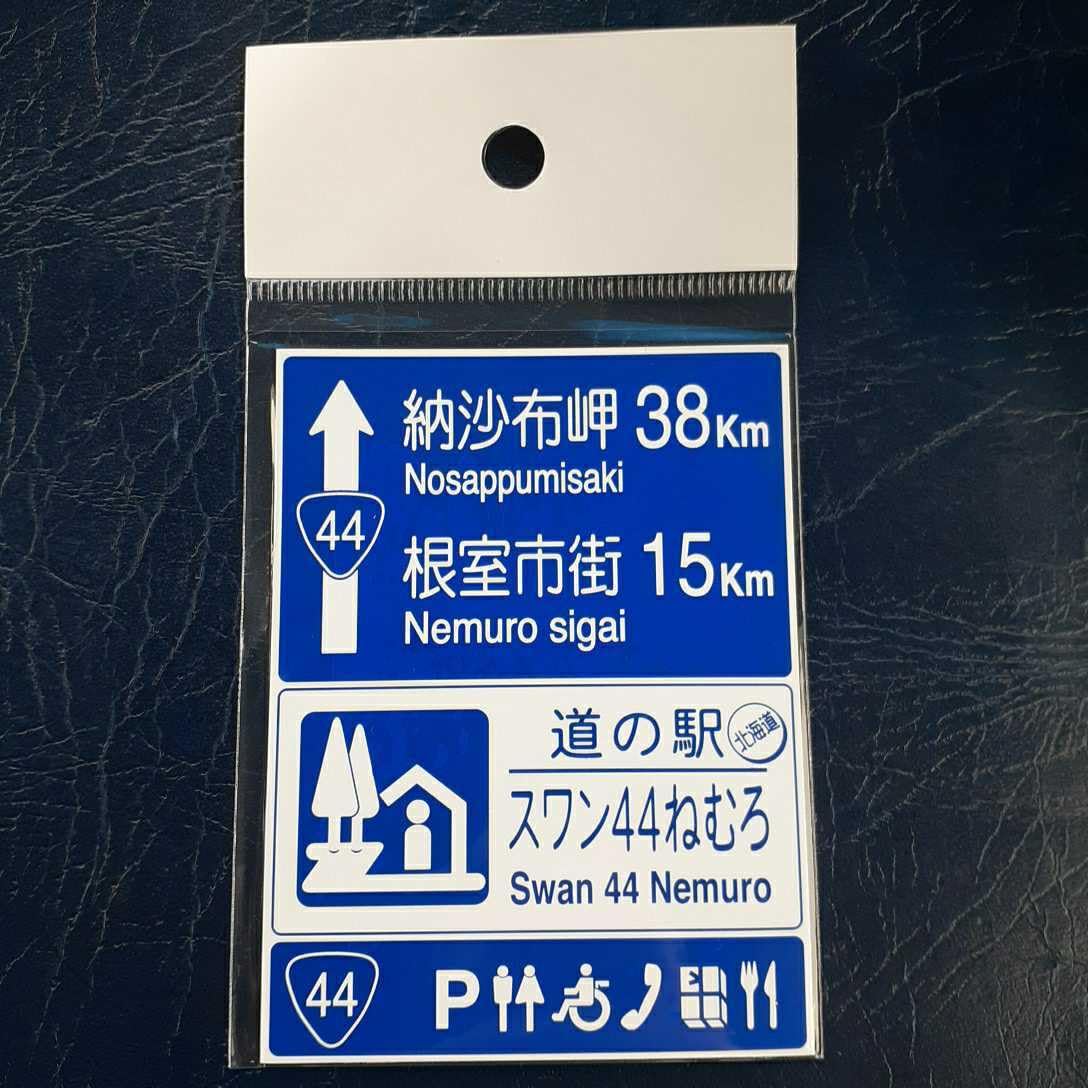 納沙布岬 38Km
Nosappumisaki
44
根室市街 15Km
Nemuro sigai
道の駅 北海道
スワン44ねむろ
Swan 44 Nemuro
44 P